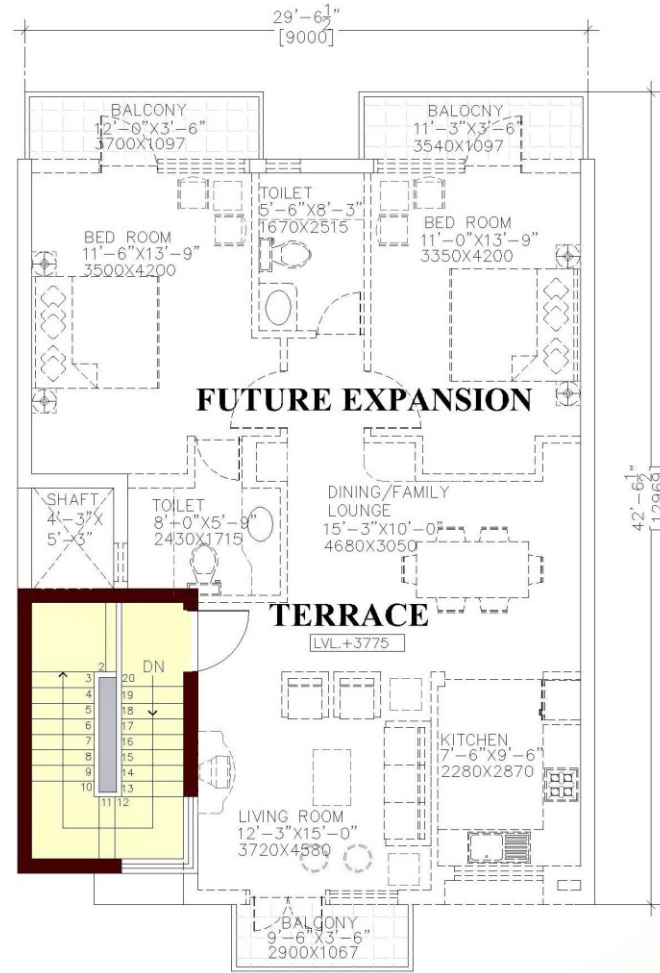 29'-6½"
[9000]
BALCONY
12'-0"X3'-6"
3700X1097
BALOCNY
11'-3"X3'-6"
3540X1097
TOILET
5'-6"X8'-3"
1670X2515
BED ROOM
11'-6"X13'-9"
3500X4200
BED ROOM
11'-0"X13'-9"
3350X4200
FUTURE EXPANSION
42'-6½"
[12969]
SHAFT
4'-3"X
5'-3"
TOILET
8'-0"X5'-9"
2430X1715
DINING/FAMILY
LOUNGE
15'-3"X10'-0"
4680X3050
TERRACE
LVL.+3775
DN
2
3 20
4 19
5 18
6 17
7 16
8 15
9 14
10 13
11 12
KITCHEN
7'-6"X9'-6"
2280X2870
LIVING ROOM
12'-3"X15'-0"
3720X4580
BALCONY
9'-6"X3'-6"
2900X1067